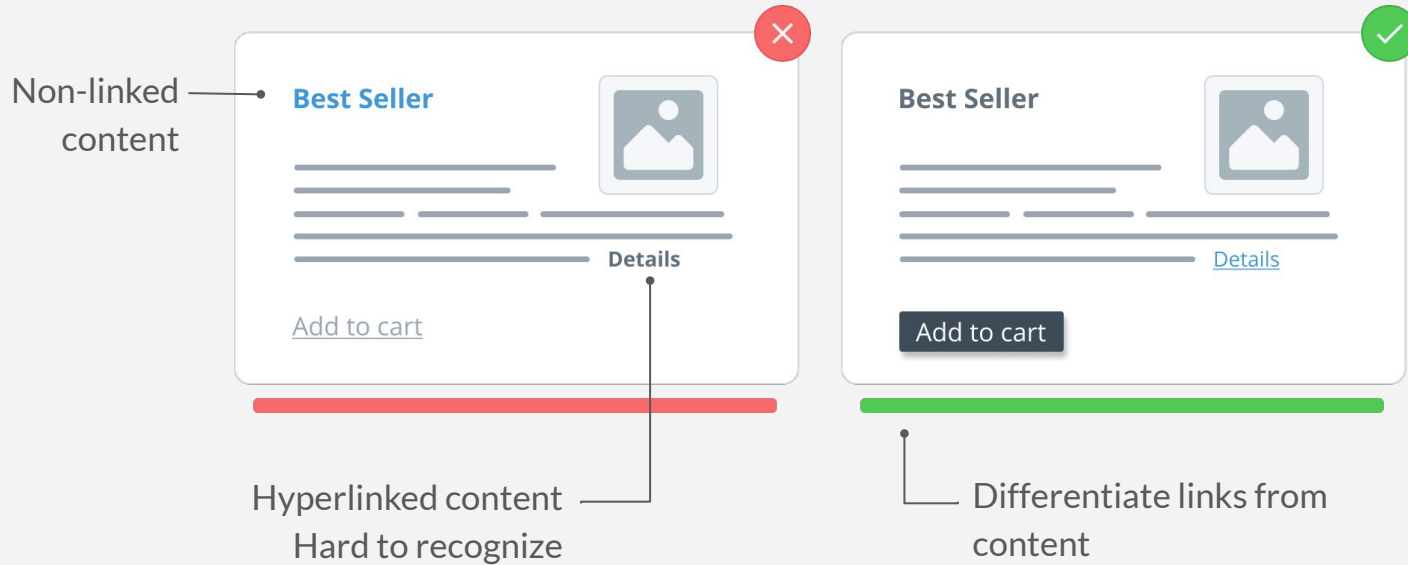 Non-linked
content
Best Seller
Details
Add to cart
Hyperlinked content
Hard to recognize
Best Seller
Details
Add to cart
Differentiate links from
content